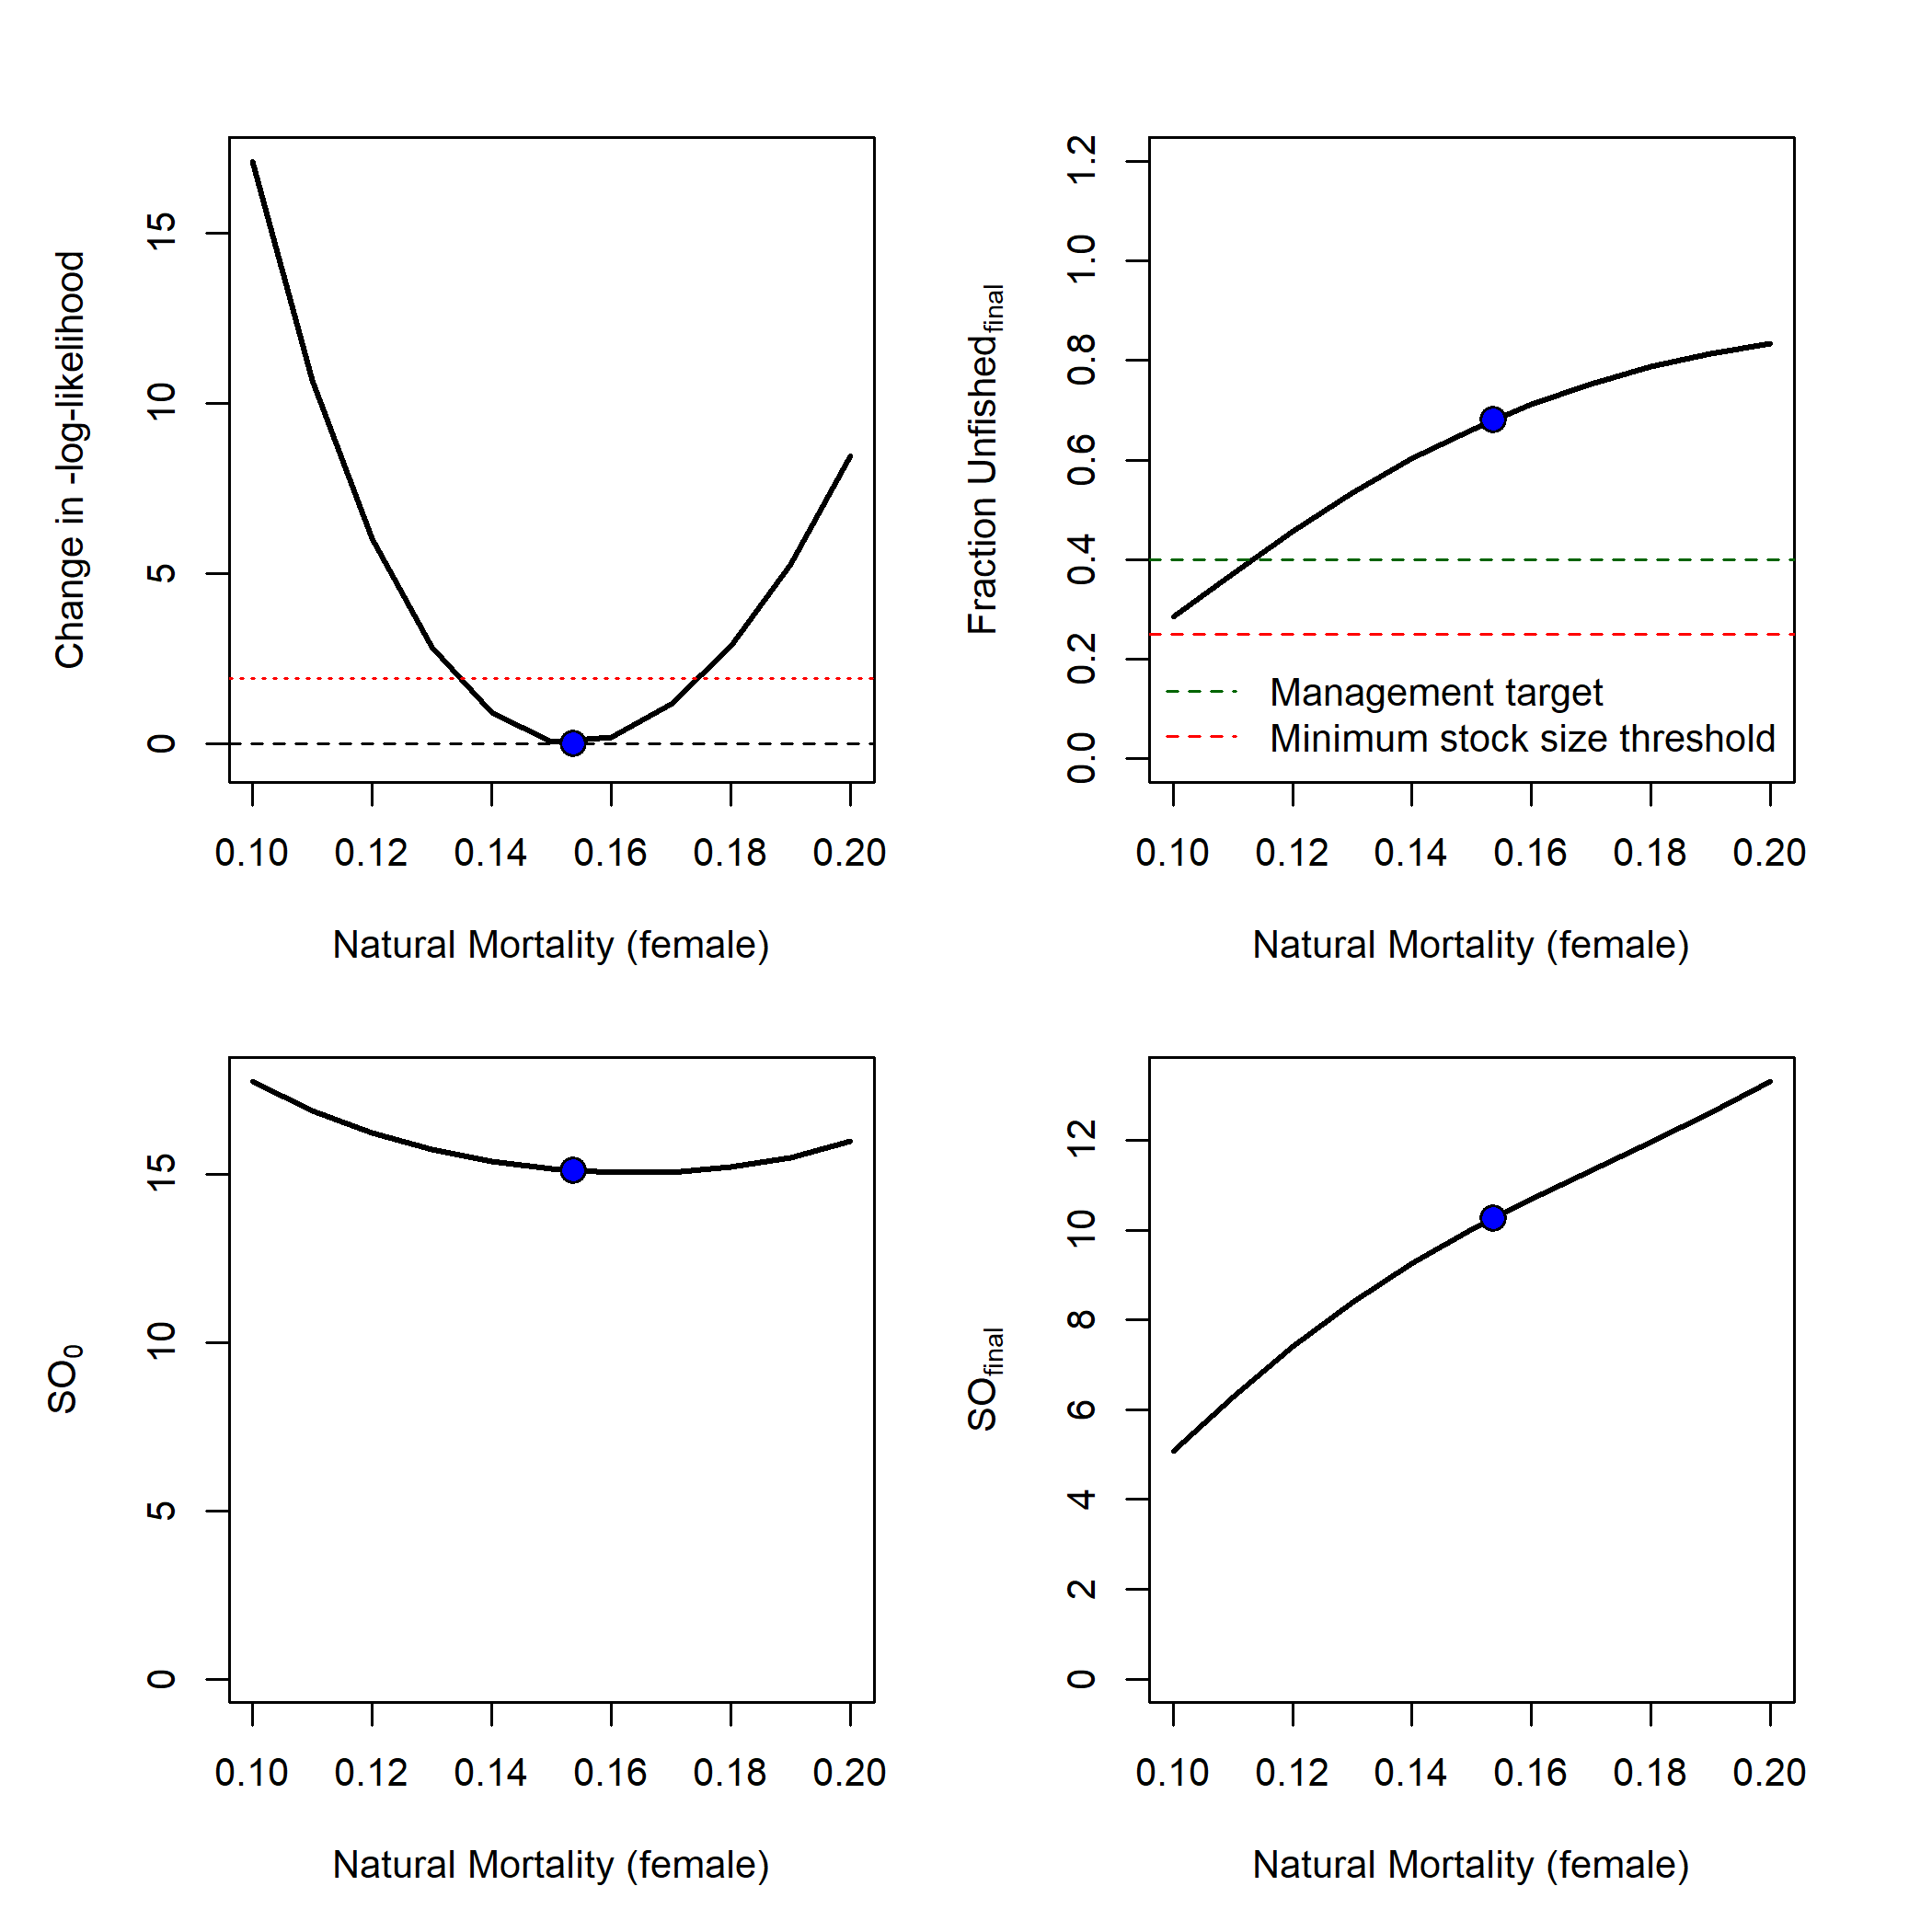 Change in -log-likelihood
15
10
5
0
0.10 0.12 0.14 0.16 0.18 0.20
Natural Mortality (female)
Fraction Unfished final
1.2
1.0
0.8
0.6
0.4
0.2
0.0
Management target
Minimum stock size threshold
0.10 0.12 0.14 0.16 0.18 0.20
Natural Mortality (female)
SO0
15
10
5
0
0.10 0.12 0.14 0.16 0.18 0.20
Natural Mortality (female)
SOfinal
12
10
8
6
4
2
0
0.10 0.12 0.14 0.16 0.18 0.20
Natural Mortality (female)